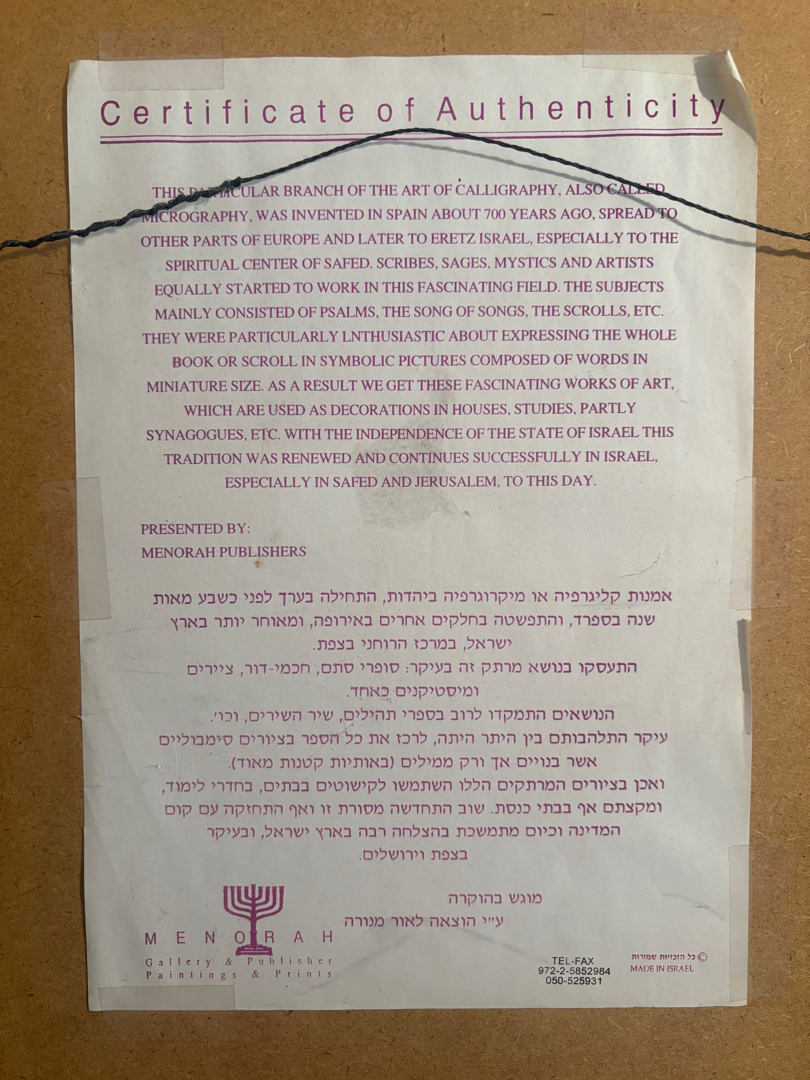 Certificate of Authenticity
THIS PARTICULAR BRANCH OF THE ART OF CALLIGRAPHY, ALSO CALLED
MICROGRAPHY, WAS INVENTED IN SPAIN ABOUT 700 YEARS AGO, SPREAD TO
OTHER PARTS OF EUROPE AND LATER TO ERETZ ISRAEL, ESPECIALLY TO THE
SPIRITUAL CENTER OF SAFED. SCRIBES, SAGES, MYSTICS AND ARTISTS
EQUALLY STARTED TO WORK IN THIS FASCINATING FIELD. THE SUBJECTS
MAINLY CONSISTED OF PSALMS, THE SONG OF SONGS, THE SCROLLS, ETC.
THEY WERE PARTICULARLY LNTHUSIASTIC ABOUT EXPRESSING THE WHOLE
BOOK OR SCROLL IN SYMBOLIC PICTURES COMPOSED OF WORDS IN
MINIATURE SIZE. AS A RESULT WE GET THESE FASCINATING WORKS OF ART,
WHICH ARE USED AS DECORATIONS IN HOUSES, STUDIES, PARTLY
SYNAGOGUES, ETC. WITH THE INDEPENDENCE OF THE STATE OF ISRAEL THIS
TRADITION WAS RENEWED AND CONTINUES SUCCESSFULLY IN ISRAEL,
ESPECIALLY IN SAFED AND JERUSALEM, TO THIS DAY.
PRESENTED BY:
MENORAH PUBLISHERS
אמנות קליגרפיה או מיקרוגרפיה ביהדות, התחילה בערך לפני כשבע מאות
שנה בספרד, והתפשטה בחלקים אחרים באירופה, ומאוחר יותר בארץ
ישראל, במרכז הרוחני בצפת.
התעסקו בנושא מרתק זה בעיקר: סופרי סתם, חכמי-דור, ציירים
ומיסטיקנים כאחד.
הנושאים התמקדו לרוב בספרי תהילים, שיר השירים, וכו'.
עיקר התלהבותם בין היתר היתה, לרכז את כל הספר בציורים סימבוליים
אשר בנויים אך ורק ממילים (באותיות קטנות מאוד).
ואכן בציורים המרתקים הללו השתמשו לקישוטים בבתים, בחדרי לימוד,
ומקצתם אף בבתי כנסת. שוב התחדשה מסורת זו ואף התחזקה עם קום
המדינה וכיום מתמשכת בהצלחה רבה בארץ ישראל, ובעיקר
בצפת וירושלים.
מוגש בהוקרה
ע״י הוצאה לאור מנורה
MENORAH
Gallery & Publisher
Paintings & Prints
TEL-FAX
972-2-5852984
050-525931
© כל הזכויות שמורות
MADE IN ISRAEL